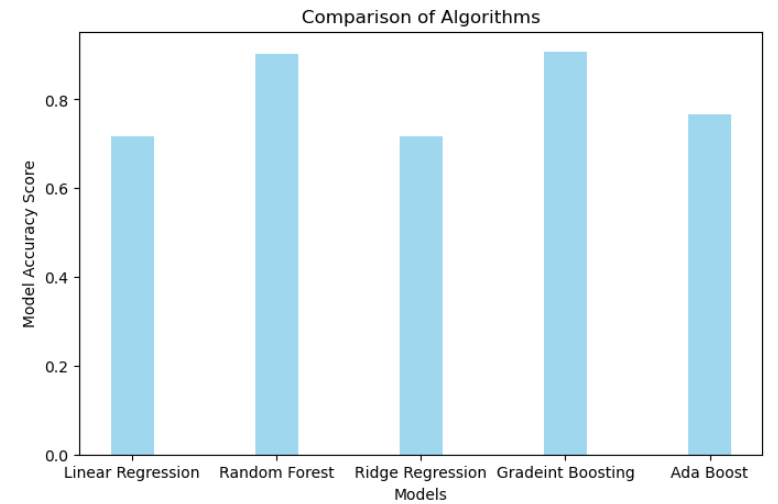 Comparison of Algorithms
Model Accuracy Score
0.8
0.6
0.4
0.2
0.0
Linear Regression Random Forest Ridge Regression Gradeint Boosting Ada Boost
Models